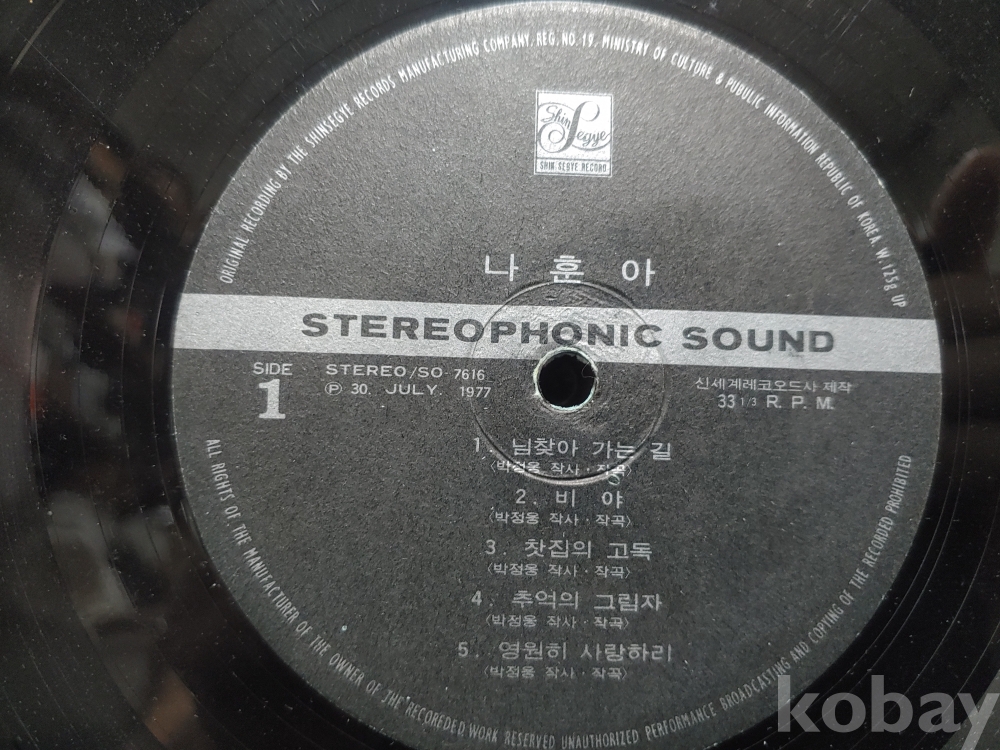 ORIGINAL RECORDING BY THE SHINSEGYE RECORDS MANUFACTURING COMPANY. REG. NO. 19. MINISTRY OF CULTURE & PUBULIC INFORMATION REPUBLIC OF KOREA. W.1258 UP
Shin Segye
SHIN SEGYE RECORD
나 훈 아
STEREOPHONIC SOUND
SIDE
1
STEREO/SO 7616
Ⓟ 30. JULY. 1977
신세계레코오드사 제작
33 1/3 R. P. M.
1. 님찾아 가는 길
〈박정웅 작사·작곡〉
2. 비 야
〈박정웅 작사·작곡〉
3. 찻집의 고독
〈박정웅 작사·작곡〉
4. 추억의 그림자
〈박정웅 작사·작곡〉
5. 영원히 사랑하리
〈박정웅 작사·작곡〉
ALL RIGHTS OF THE MANUFACTURER OF THE OWNER OF THE RECOREDED WORK RESERVED UNAUTHORIZED PERFORMANCE BROADCASTING AND COPYING OF THE RECORDED PROHIBITED
kobay